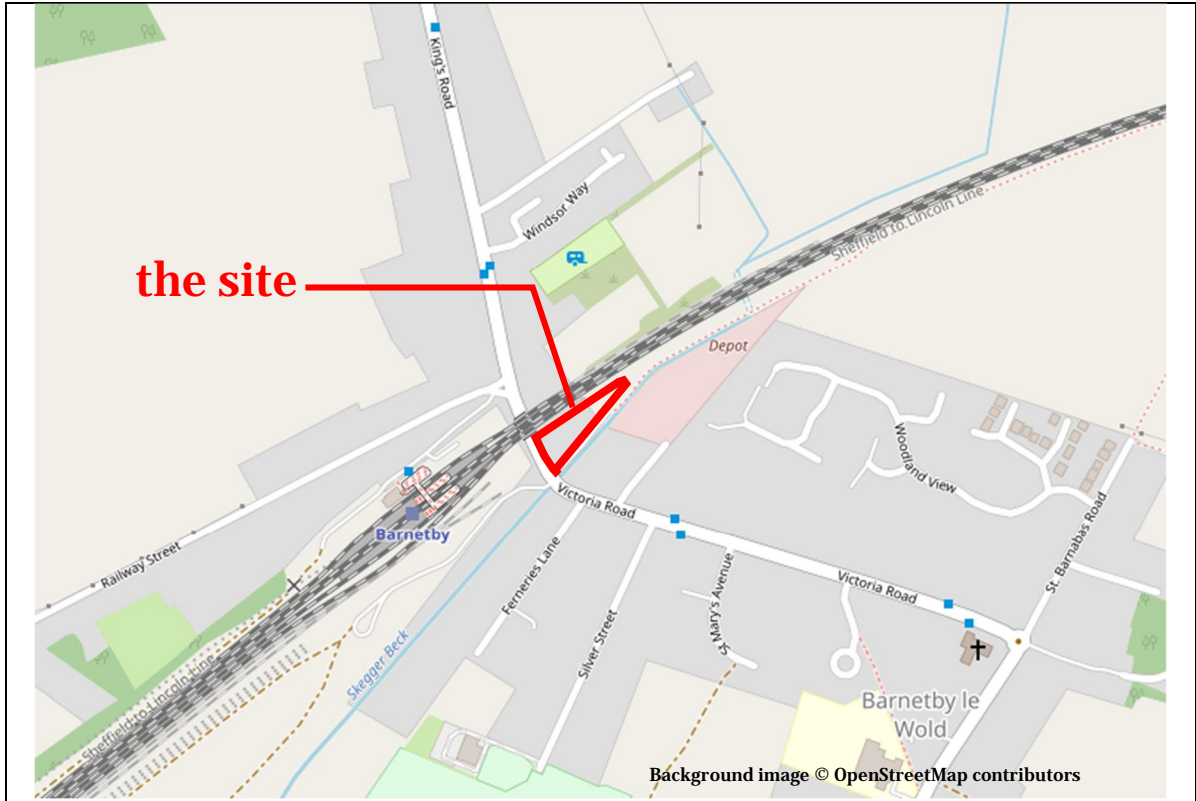 King's Road
Windsor Way
the site
Sheffield to Lincoln Line
Depot
Woodland View
Victoria Road
Barnetby
Railway Street
Ferneries Lane
St. Barnabas Road
Silver Street
St Mary's Avenue
Victoria Road
Skegger Beck
Sheffield to Lincoln Line
Barnetby le
Wold
Background image © OpenStreetMap contributors